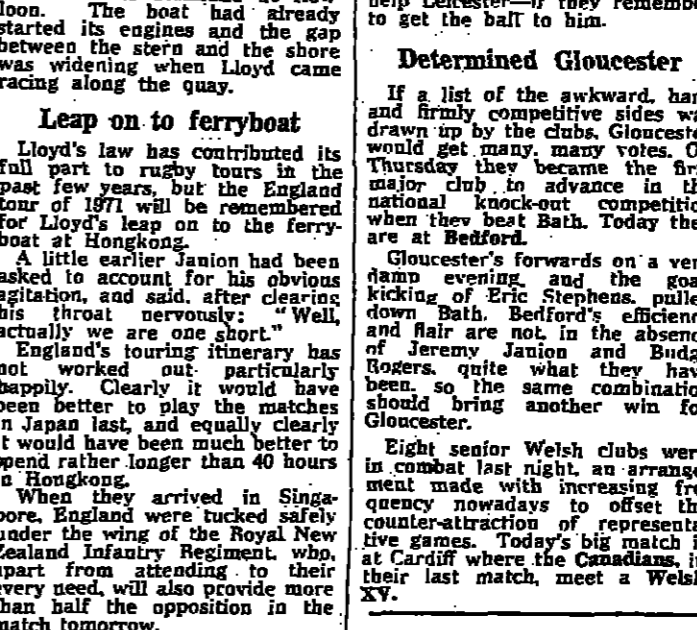 loon. The boat had already
started its engines and the gap
between the stern and the shore
was widening when Lloyd came
racing along the quay.
Leap on to ferryboat
Lloyd's law has contributed its
full part to rugby tours in the
past few years, but the England
tour of 1971 will be remembered
for Lloyd's leap on to the ferry-
boat at Hongkong.
A little earlier Janion had been
asked to account for his obvious
agitation, and said, after clearing
his throat nervously: "Well,
actually we are one short."
England's touring itinerary has
not worked out particularly
happily. Clearly it would have
been better to play the matches
in Japan last, and equally clearly
it would have been much better to
spend rather longer than 40 hours
in Hongkong.
When they arrived in Singa-
pore, England were tucked safely
under the wing of the Royal New
Zealand Infantry Regiment, who,
apart from attending to their
every need, will also provide more
than half the opposition in the
match tomorrow.
help Leicester—if they remembe
to get the ball to him.
Determined Gloucester
If a list of the awkward, har
and firmly competitive sides wa
drawn up by the clubs, Glouceste
would get many, many votes. O
Thursday they became the fir
major club to advance in th
national knock-out competitio
when they beat Bath. Today the
are at Bedford.
Gloucester's forwards on a ver
damp evening, and the goa
kicking of Eric Stephens, pulle
down Bath. Bedford's efficienc
and flair are not, in the absenc
of Jeremy Janion and Budg
Rogers, quite what they hav
been, so the same combinatio
should bring another win fo
Gloucester.
Eight senior Welsh clubs wer
in combat last night, an arrange
ment made with increasing fre
quency nowadays to offset th
counter-attraction of representa
tive games. Today's big match i
at Cardiff where the Canadians, i
their last match, meet a Wels
XV.